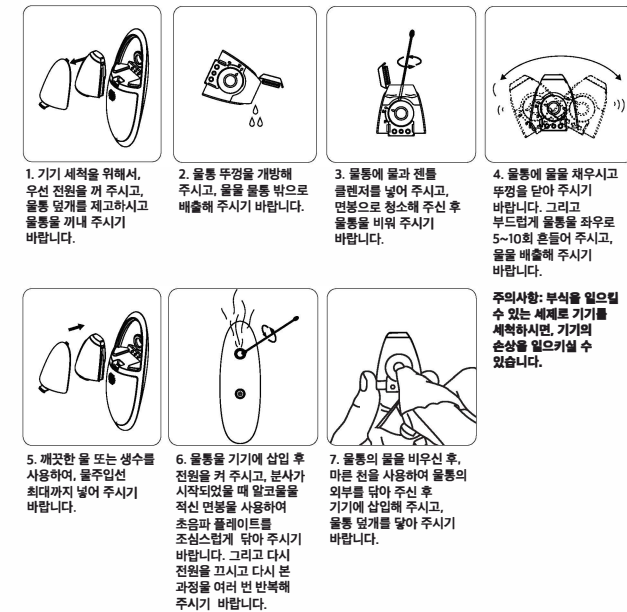 1. 기기 세척을 위해서,
우선 전원을 꺼 주시고,
물통 덮개를 제고하시고
물통을 꺼내 주시기
바랍니다.
2. 물통 뚜껑을 개방해
주시고, 물을 물통 밖으로
배출해 주시기 바랍니다.
3. 물통에 물과 젠틀
클렌저를 넣어 주시고,
면봉으로 청소해 주신 후
물통을 비워 주시기
바랍니다.
4. 물통에 물을 채우시고
뚜껑을 닫아 주시기
바랍니다. 그리고
부드럽게 물통을 좌우로
5~10회 흔들어 주시고,
물을 배출해 주시기
바랍니다.
주의사항: 부식을 일으킬
수 있는 세제로 기기를
세척하시면, 기기의
손상을 일으키실 수
있습니다.
5. 깨끗한 물 또는 생수를
사용하여, 물주입선
최대까지 넣어 주시기
바랍니다.
6. 물통을 기기에 삽입 후
전원을 켜 주시고, 분사가
시작되었을 때 알코올을
적신 면봉을 사용하여
초음파 플레이트를
조심스럽게 닦아 주시기
바랍니다. 그리고 다시
전원을 끄시고 다시 본
과정을 여러 번 반복해
주시기 바랍니다.
7. 물통의 물을 비우신 후,
마른 천을 사용하여 물통의
외부를 닦아 주신 후
기기에 삽입해 주시고,
물통 덮개를 닿아 주시기
바랍니다.